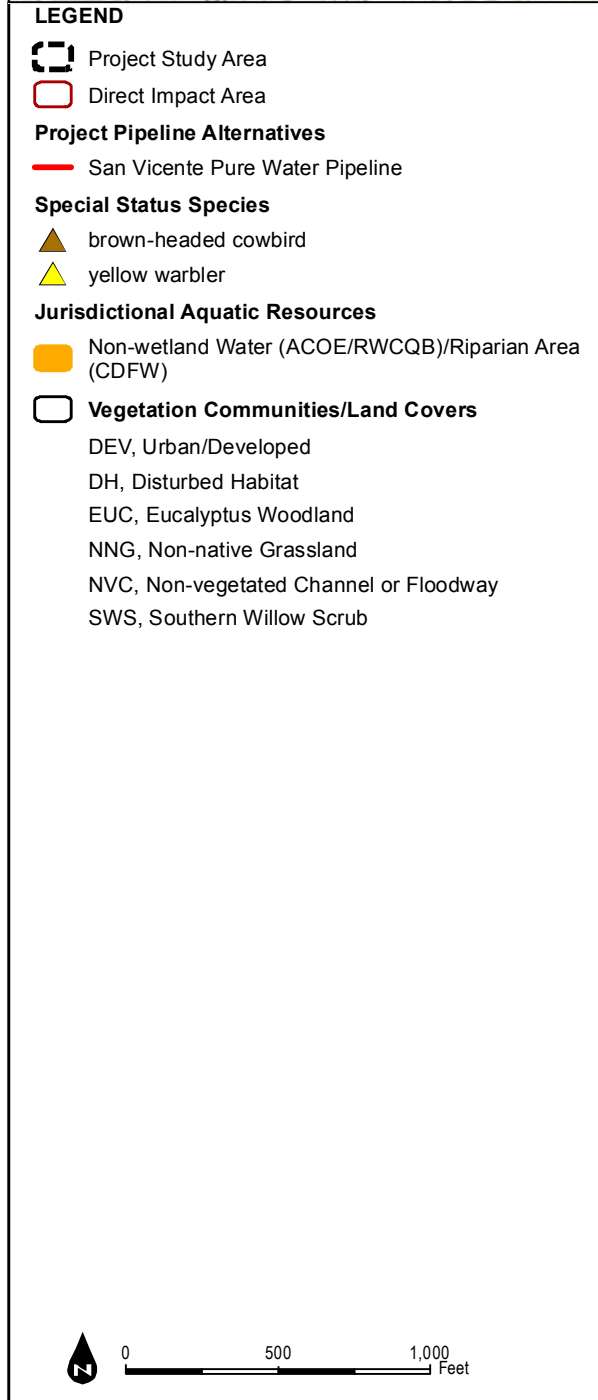 LEGEND
Project Study Area
Direct Impact Area
Project Pipeline Alternatives
San Vicente Pure Water Pipeline
Special Status Species
brown-headed cowbird
yellow warbler
Jurisdictional Aquatic Resources
Non-wetland Water (ACOE/RWCQB)/Riparian Area
(CDFW)
Vegetation Communities/Land Covers
DEV, Urban/Developed
DH, Disturbed Habitat
EUC, Eucalyptus Woodland
NNG, Non-native Grassland
NVC, Non-vegetated Channel or Floodway
SWS, Southern Willow Scrub
N
0 500 1,000
Feet